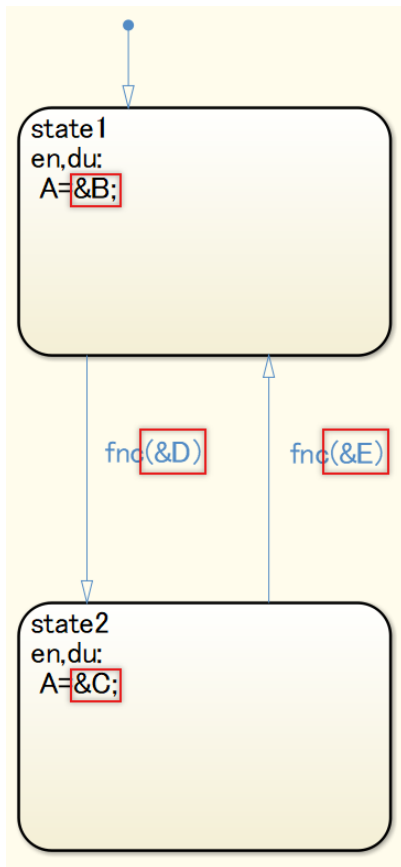 state1
en,du:
A=&B;
fnc(&D)
fnc(&E)
state2
en,du:
A=&C;